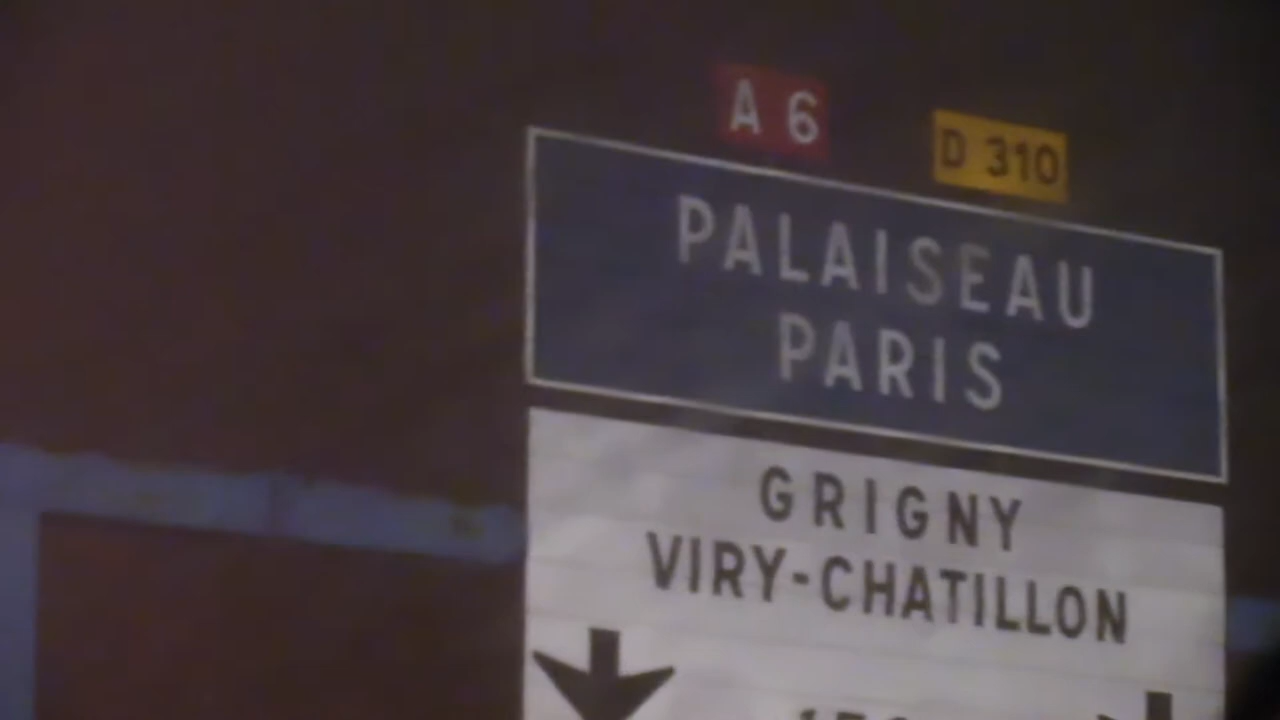 A 6
D 310
PALAISEAU
PARIS
GRIGNY
VIRY-CHATILLON